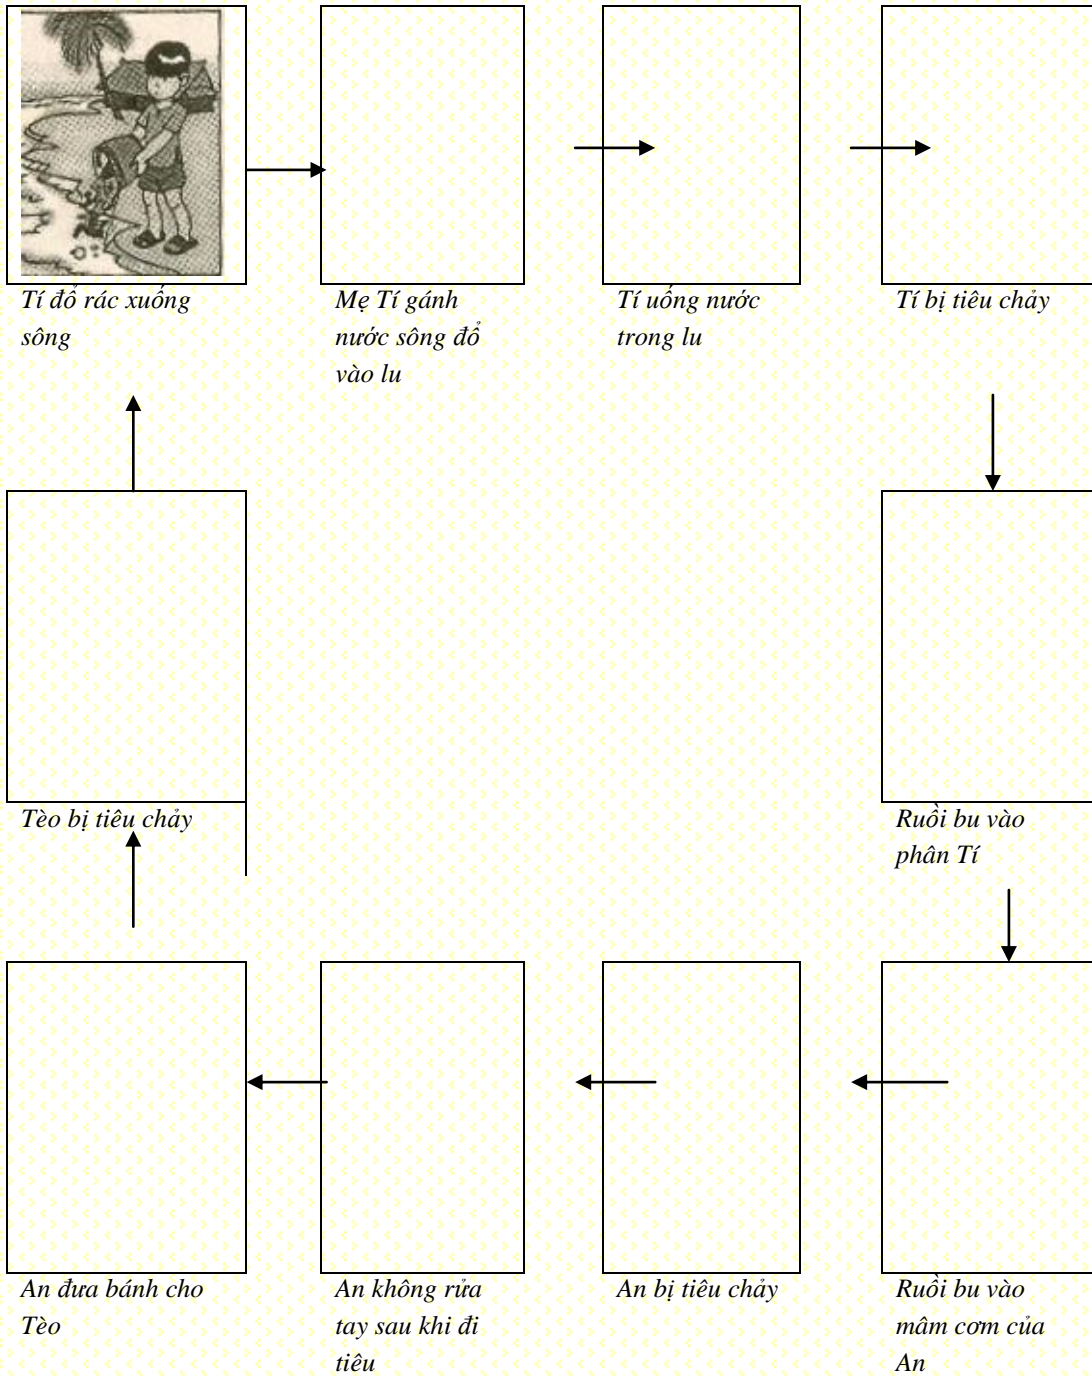 Tí đổ rác xuống
sông
Mẹ Tí gánh
nước sông đổ
vào lu
Tí uống nước
trong lu
Tí bị tiêu chảy
Tèo bị tiêu chảy
Ruồi bu vào
phân Tí
An đưa bánh cho
Tèo
An không rửa
tay sau khi đi
tiêu
An bị tiêu chảy
Ruồi bu vào
mâm cơm của
An